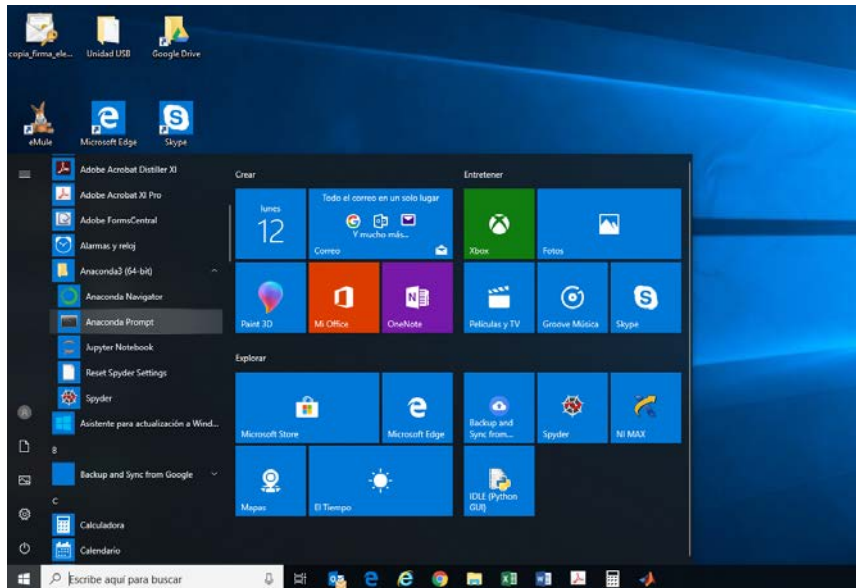 copia_firma_ele...
Unidad USB
Google Drive
eMule
Microsoft Edge
Skype
Adobe Acrobat Distiller XI
Adobe Acrobat XI Pro
Adobe FormsCentral
Alarmas y reloj
Anaconda3 (64-bit)
Anaconda Navigator
Anaconda Prompt
Jupyter Notebook
Reset Spyder Settings
Spyder
Asistente para actualización a Wind...
B
Backup and Sync from Google
C
Calculadora
Calendario
Crear
lunes
12
Todo el correo en un solo lugar
Y mucho más...
Correo
Paint 3D
Mi Office
OneNote
Entretener
Xbox
Fotos
Películas y TV
Groove Música
Skype
Explorar
Microsoft Store
Microsoft Edge
Mapas
El Tiempo
Backup and
Sync from...
Spyder
NI MAX
IDLE (Python
GUI)
Escribe aquí para buscar